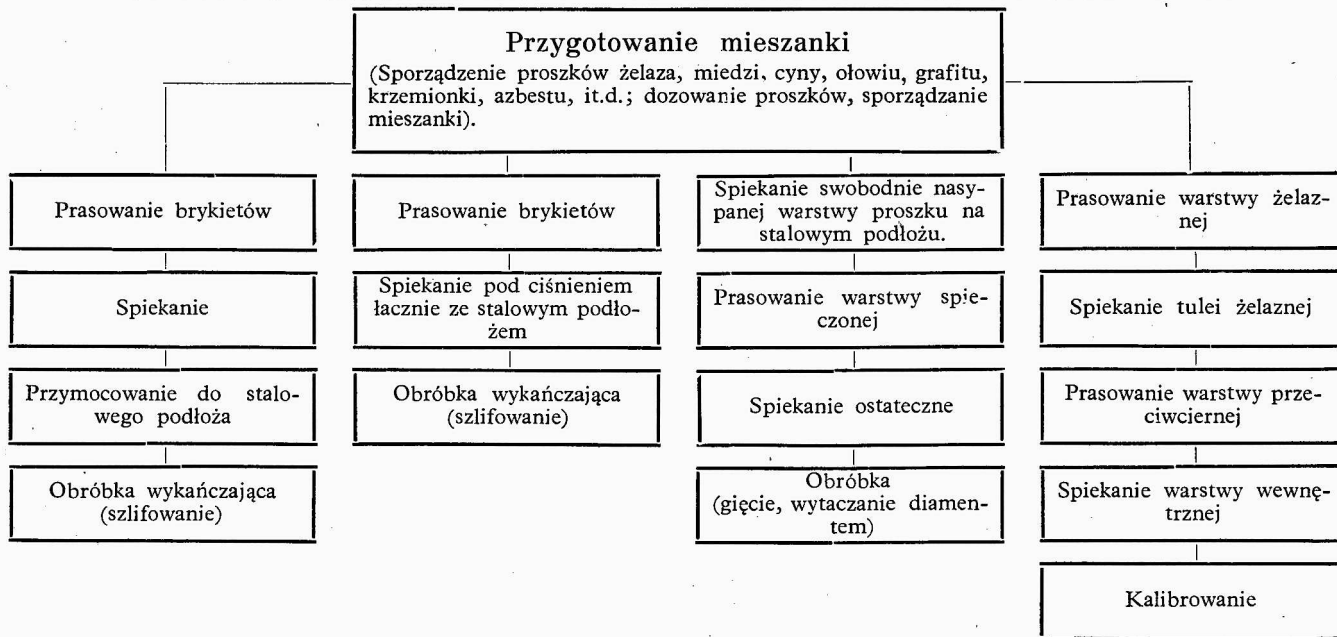 Przygotowanie mieszanki
(Sporządzenie proszków żelaza, miedzi, cyny, ołowiu, grafitu,
krzemionki, azbestu, it.d.; dozowanie proszków, sporządzanie
mieszanki).
Prasowanie brykietów
Spiekanie
Przymocowanie do stalo-
wego podłoża
Obróbka wykańczająca
(szlifowanie)
Prasowanie brykietów
Spiekanie pod ciśnieniem
łacznie ze stalowym podło-
żem
Obróbka wykańczająca
(szlifowanie)
Spiekanie swobodnie nasy-
panej warstwy proszku na
stalowym podłożu.
Prasowanie warstwy spie-
czonej
Spiekanie ostateczne
Obróbka
(gięcie, wytaczanie diamen-
tem)
Prasowanie warstwy żelaz-
nej
Spiekanie tulei żelaznej
Prasowanie warstwy prze-
ciwciernej
Spiekanie warstwy wewnę-
trznej
Kalibrowanie